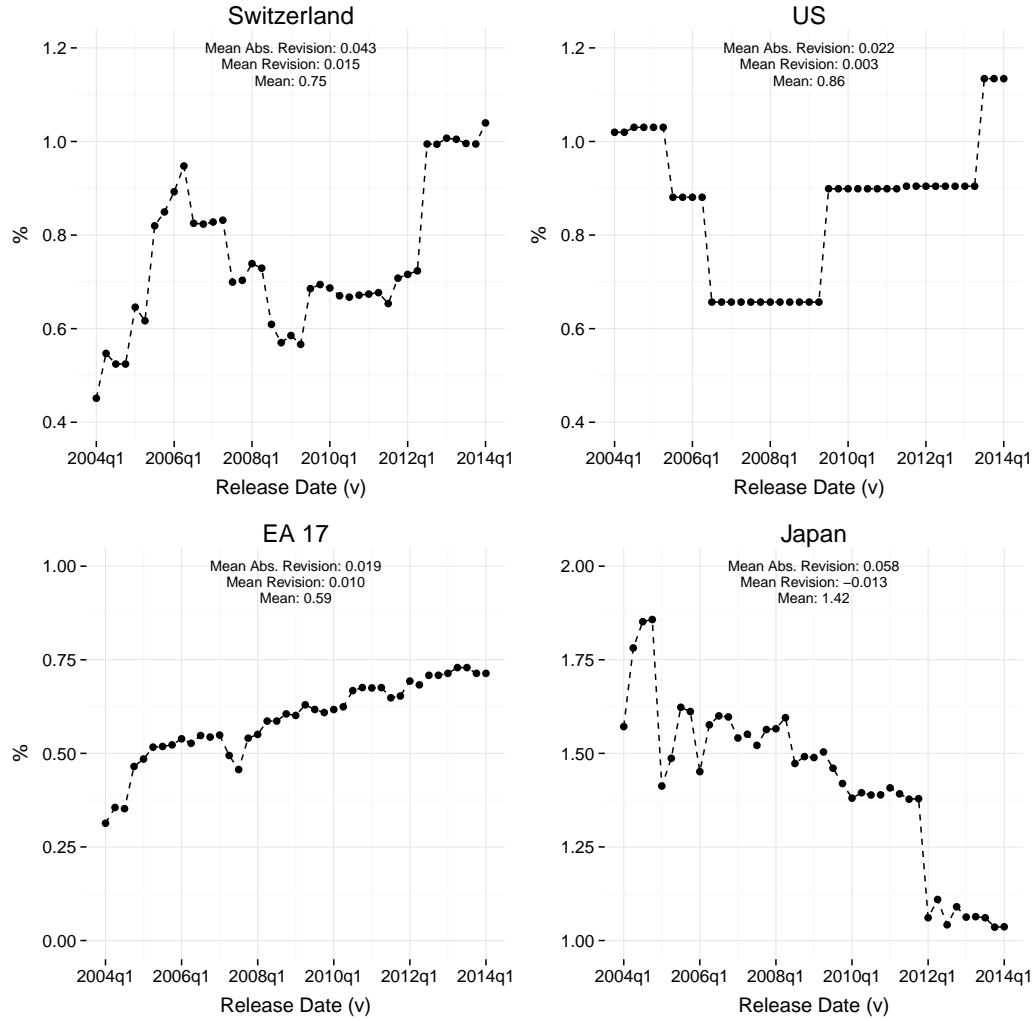 Switzerland
Mean Abs. Revision: 0.043
Mean Revision: 0.015
Mean: 0.75
1.2
1.0
0.8
0.6
0.4
%
2004q1 2006q1 2008q1 2010q1 2012q1 2014q1
Release Date (v)
US
Mean Abs. Revision: 0.022
Mean Revision: 0.003
Mean: 0.86
1.2
1.0
0.8
0.6
0.4
%
2004q1 2006q1 2008q1 2010q1 2012q1 2014q1
Release Date (v)
EA 17
Mean Abs. Revision: 0.019
Mean Revision: 0.010
Mean: 0.59
1.00
0.75
0.50
0.25
0.00
%
2004q1 2006q1 2008q1 2010q1 2012q1 2014q1
Release Date (v)
Japan
Mean Abs. Revision: 0.058
Mean Revision: −0.013
Mean: 1.42
2.00
1.75
1.50
1.25
1.00
2004q1 2006q1 2008q1 2010q1 2012q1 2014q1
Release Date (v)